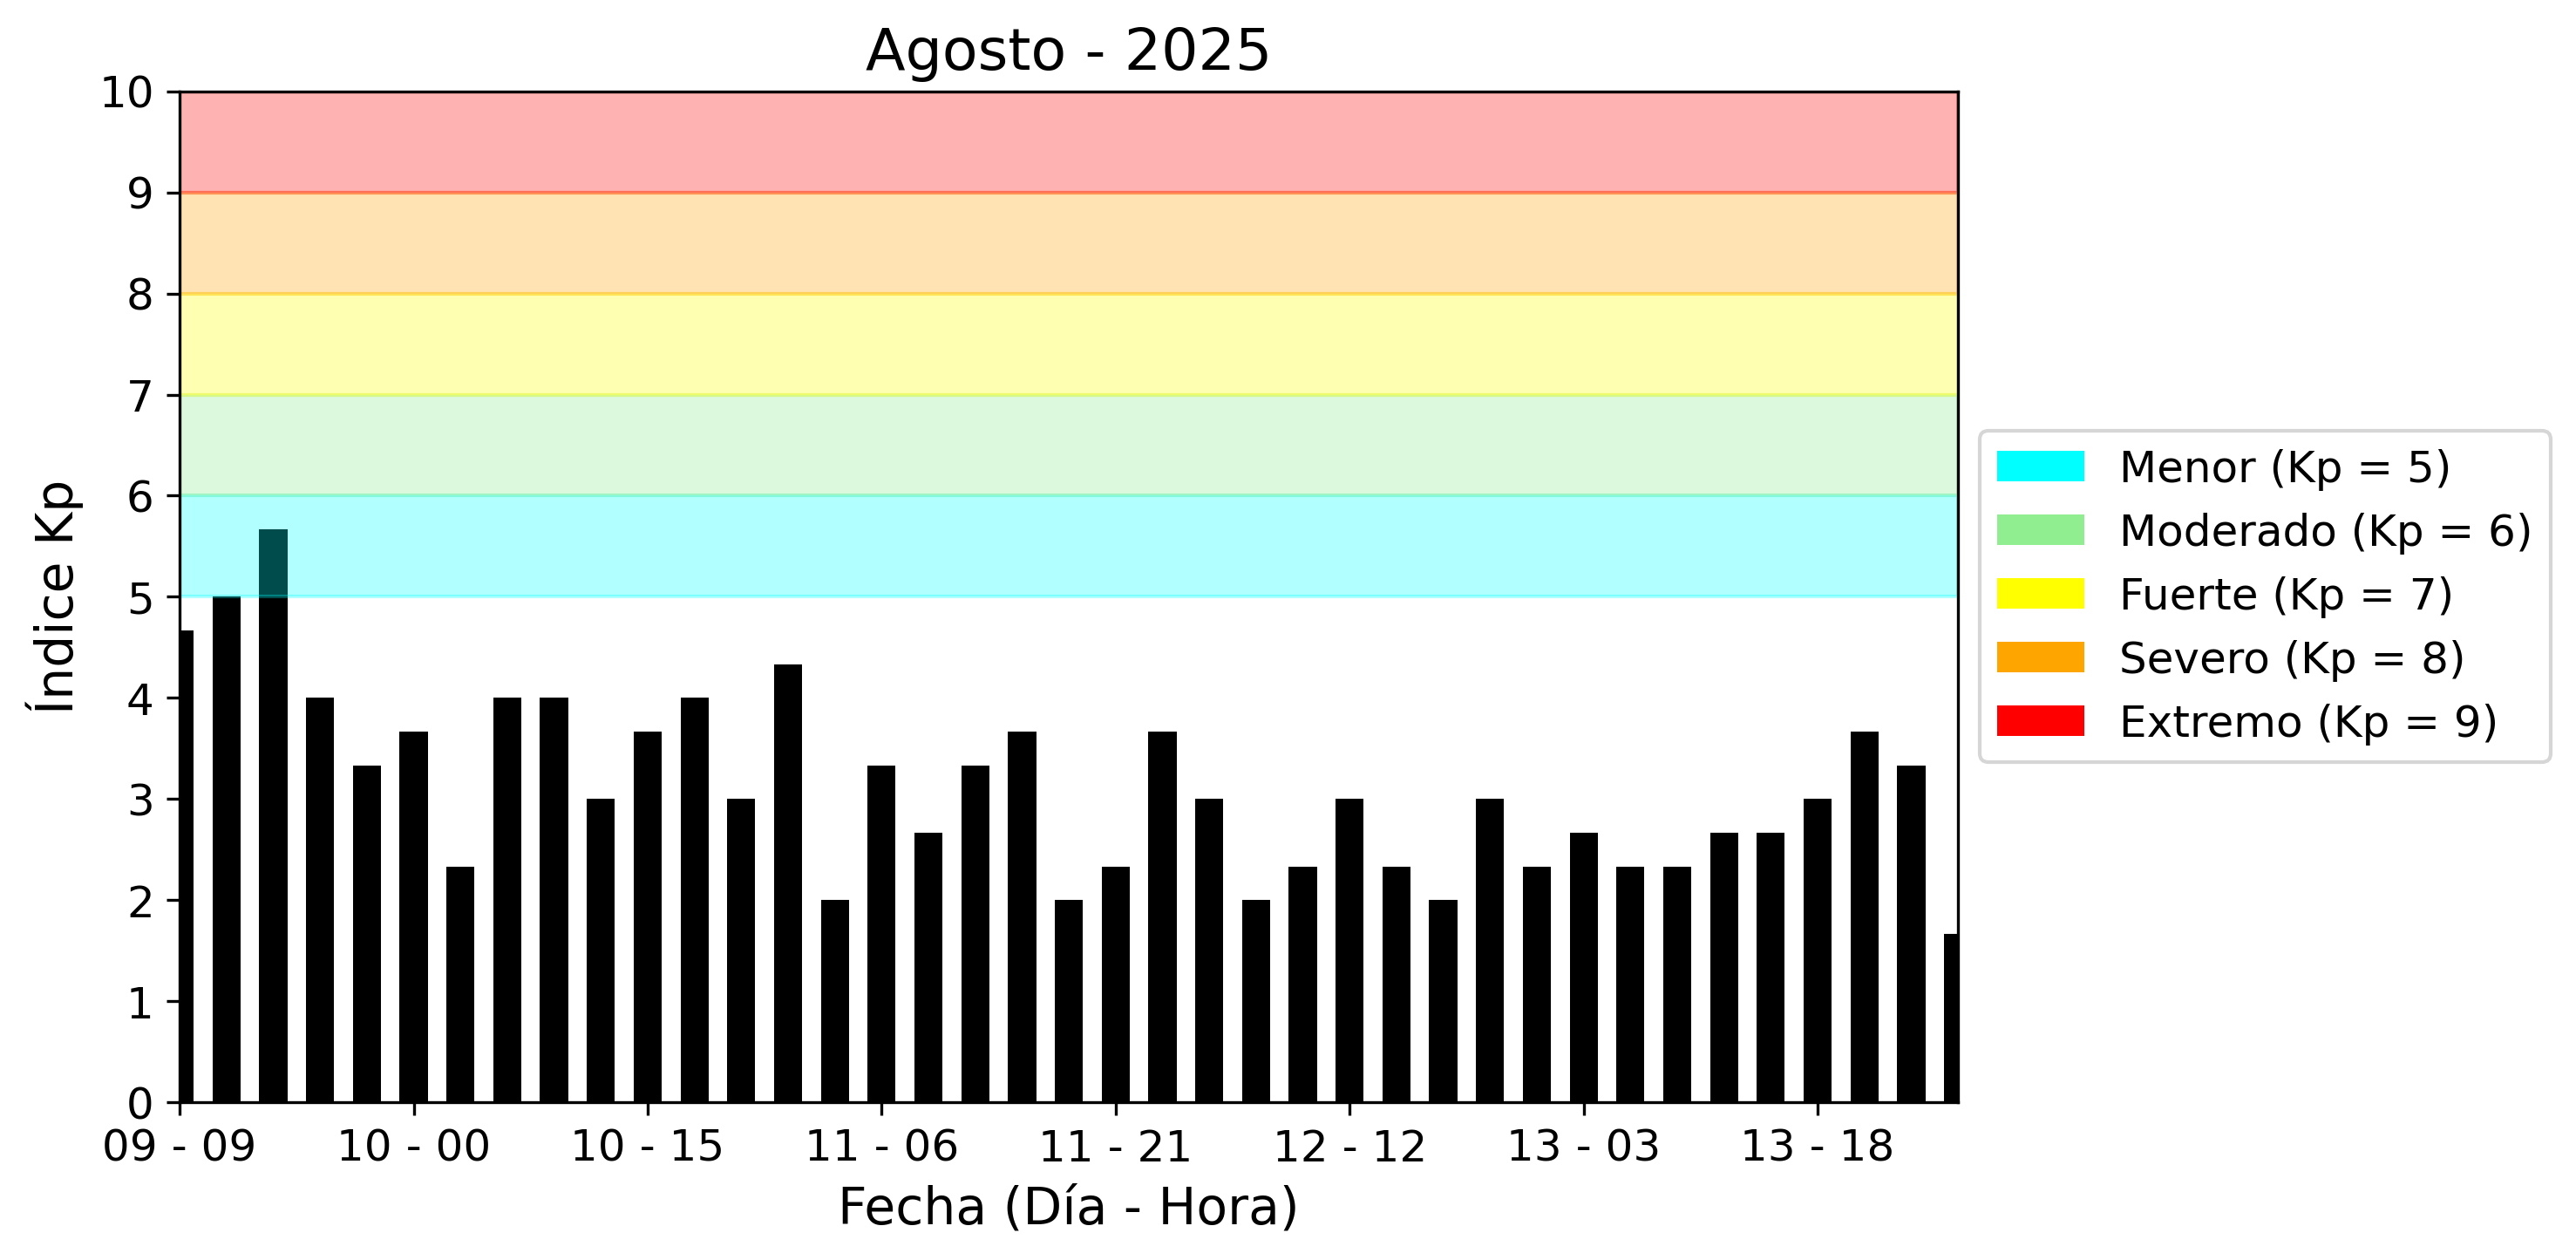 Agosto - 2025
Índice Kp
10
9
8
7
6
5
4
3
2
1
0
09 - 09 10 - 00 10 - 15 11 - 06 11 - 21 12 - 12 13 - 03 13 - 18
Fecha (Día - Hora)
Menor (Kp = 5)
Moderado (Kp = 6)
Fuerte (Kp = 7)
Severo (Kp = 8)
Extremo (Kp = 9)